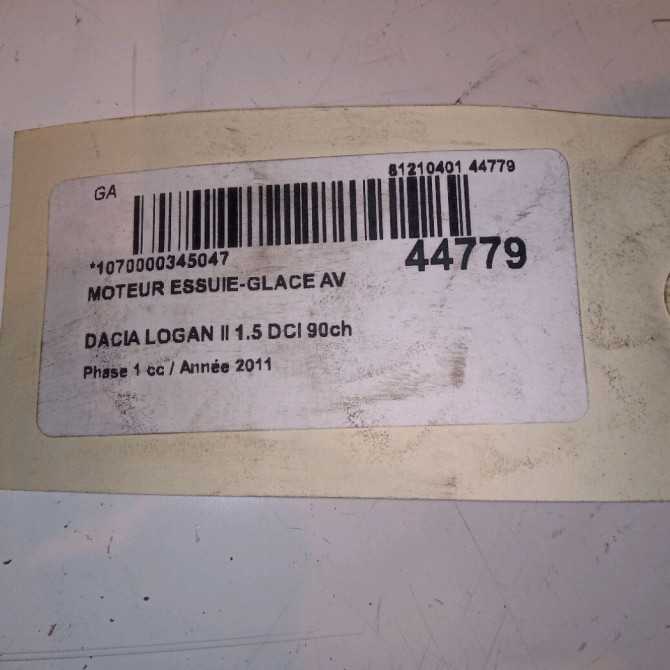 81210401 44779
GA
*1070000345047
44779
MOTEUR ESSUIE-GLACE AV
DACIA LOGAN II 1.5 DCI 90ch
Phase 1 cc / Année 2011